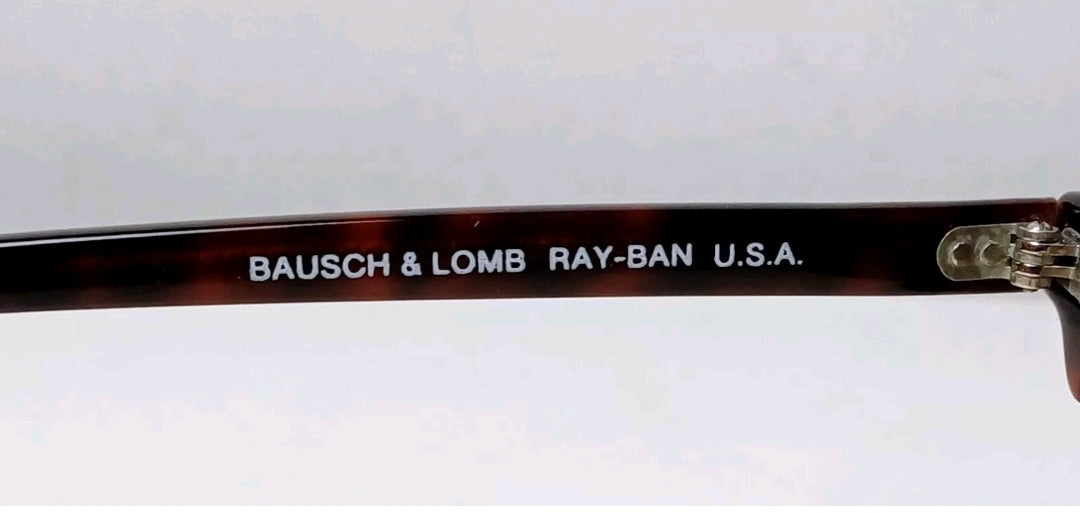 BAUSCH & LOMB RAY-BAN U.S.A.